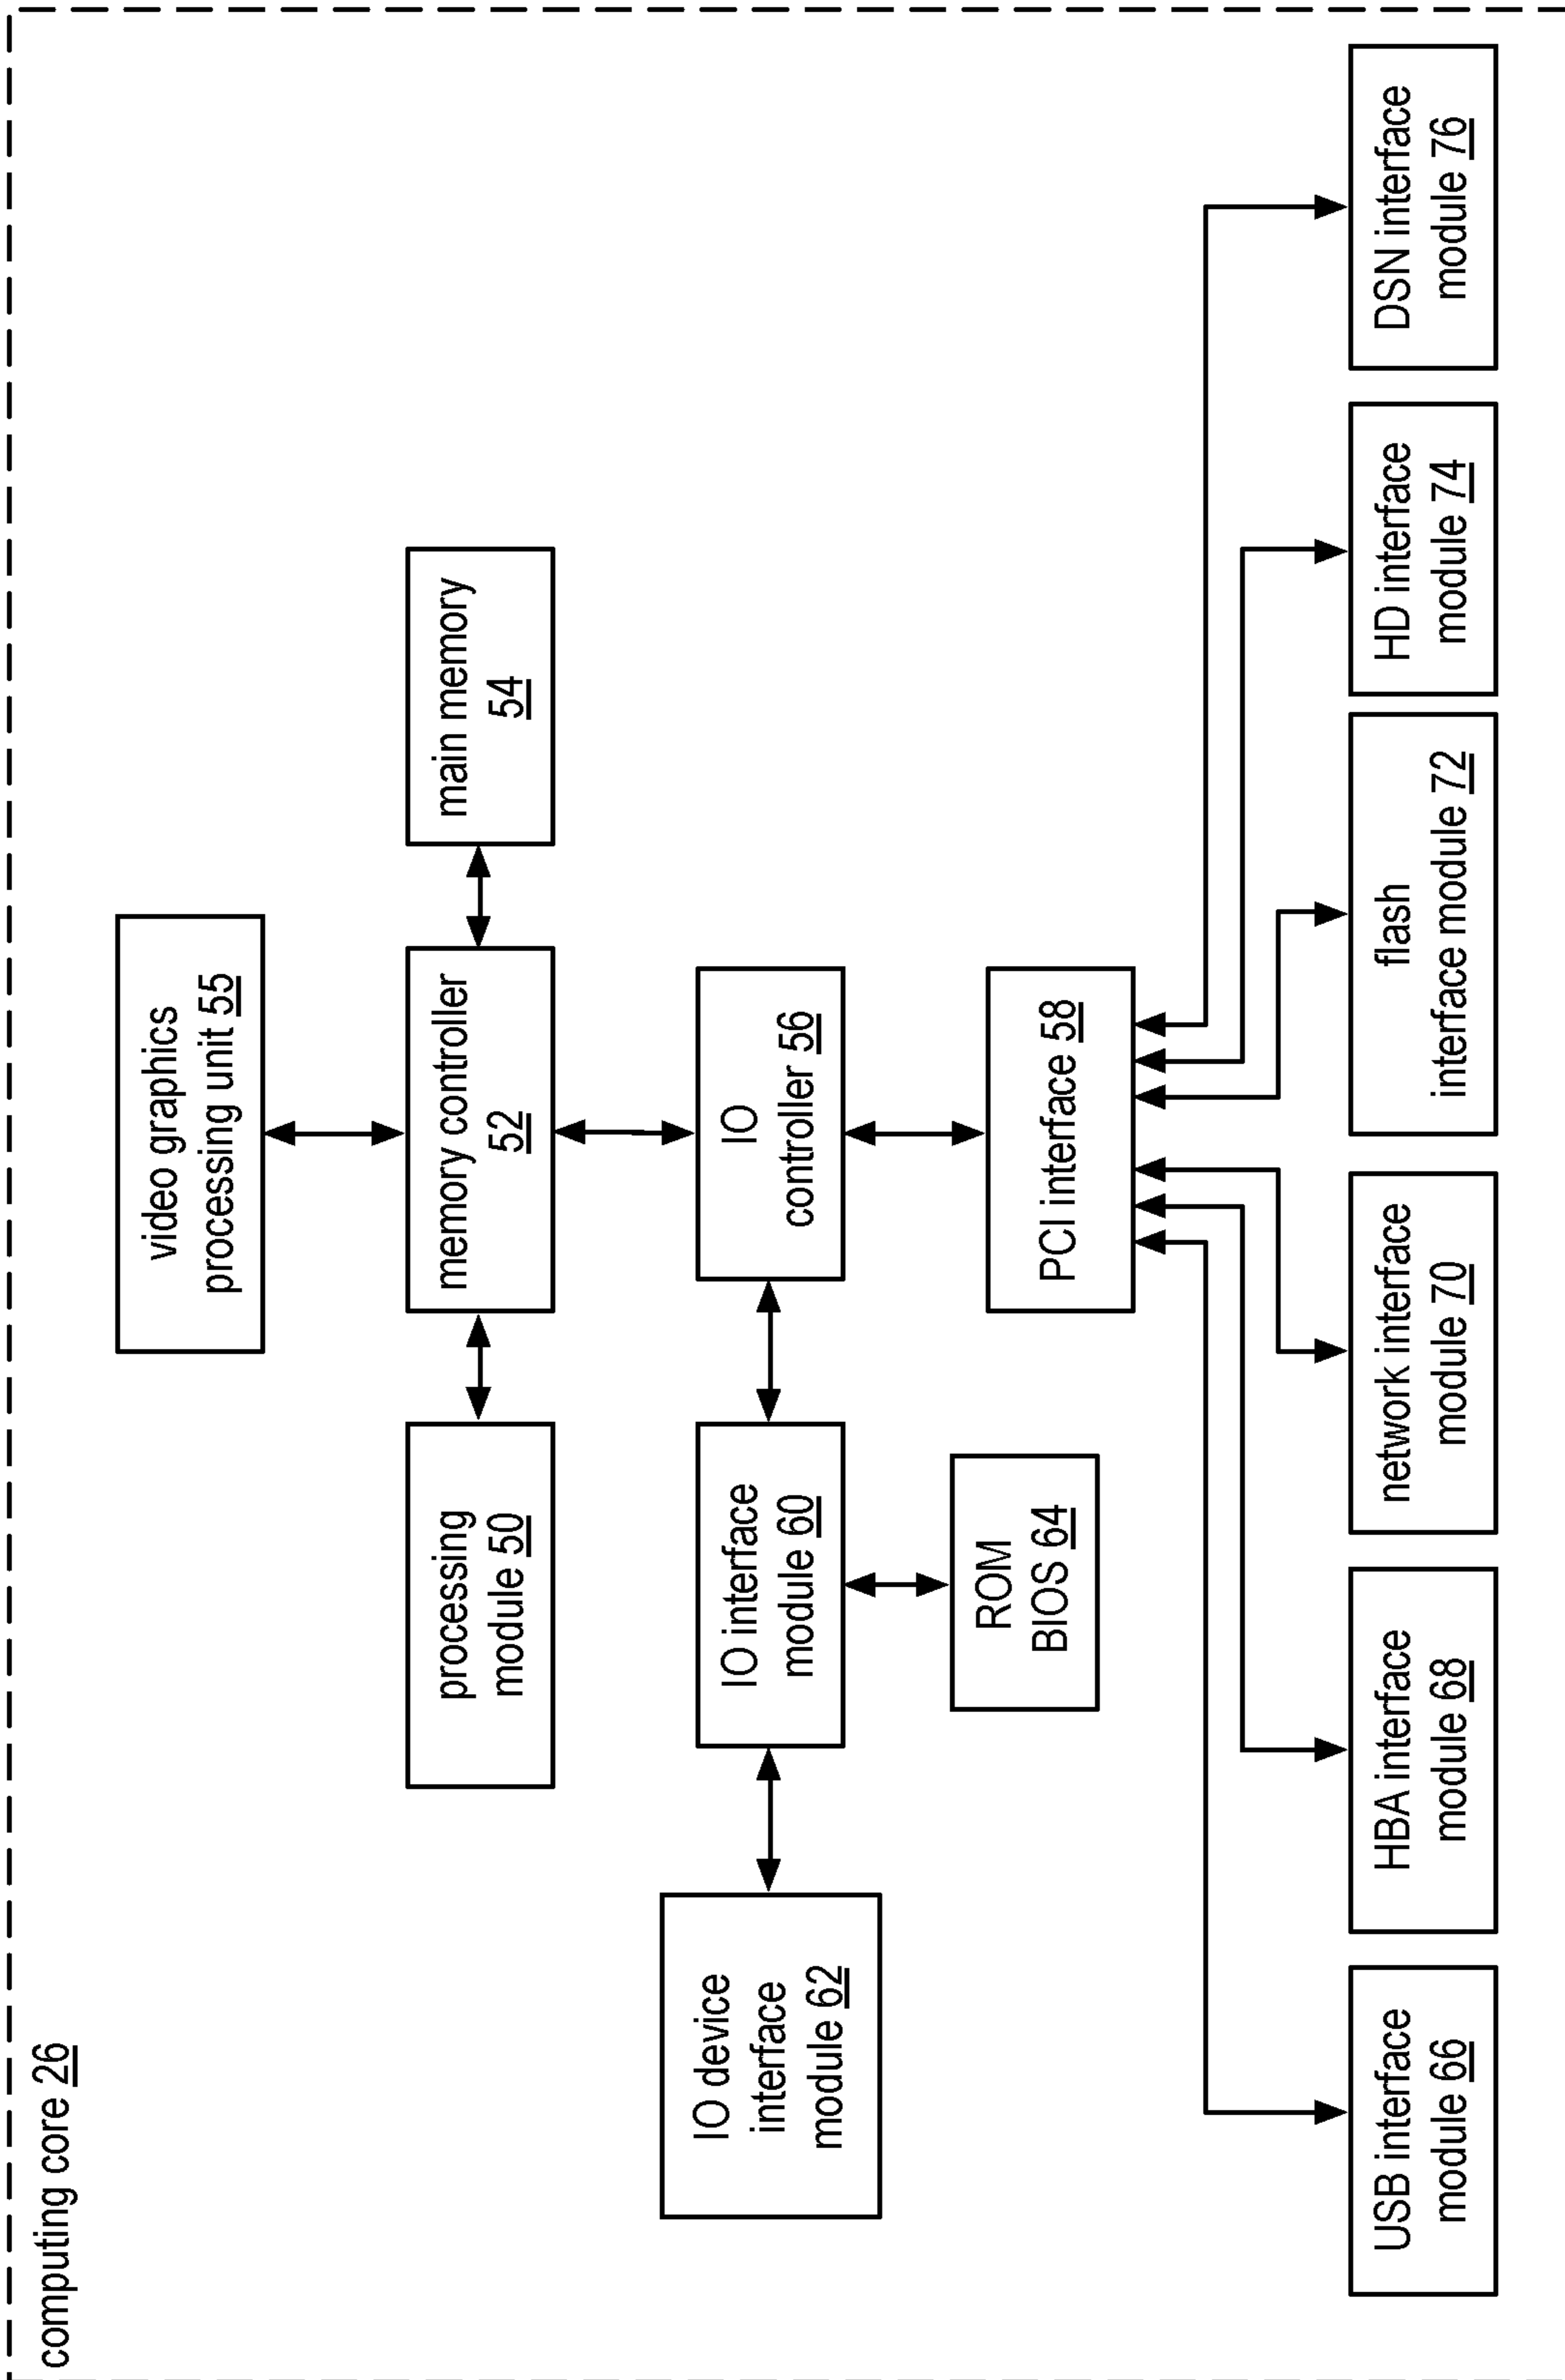 computing core 26
video graphics
processing unit 55
processing
module 50
memory controller
52
main memory
54
IO device
interface
module 62
IO interface
module 60
IO
controller 56
ROM
BIOS 64
PCI interface 58
USB interface
module 66
HBA interface
module 68
network interface
module 70
flash
interface module 72
HD interface
module 74
DSN interface
module 76